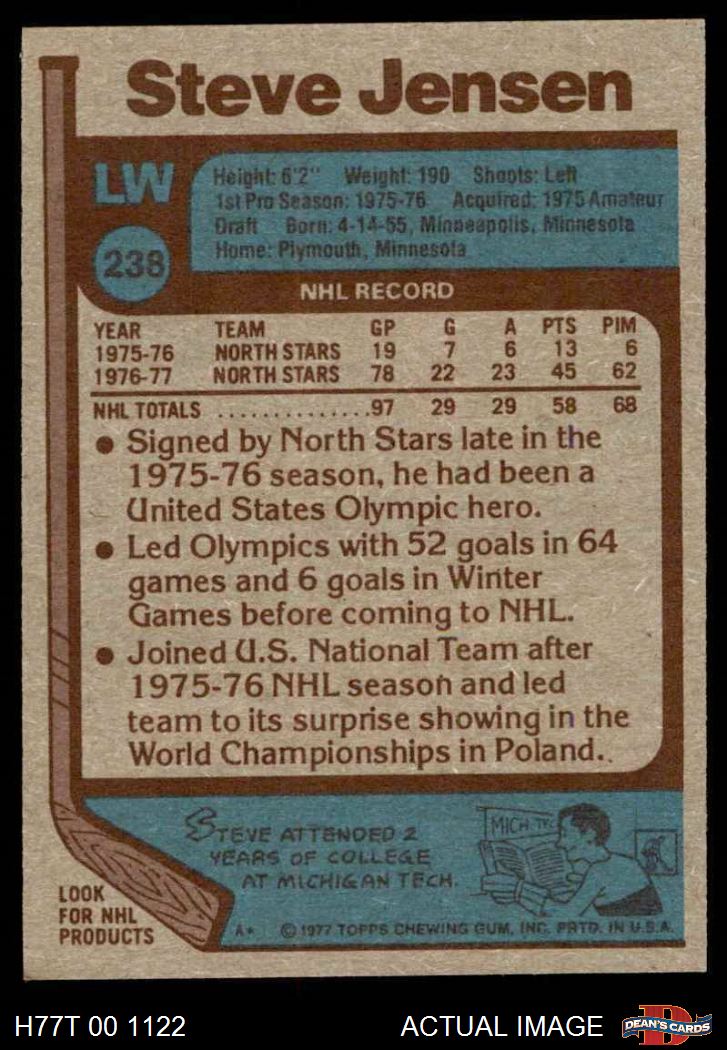 Steve Jensen
LW
238
Height: 6'2" Weight: 190 Shoots: Left
1st Pro Season: 1975-76 Acquired: 1975 Amateur
Draft Born: 4-14-55, Minneapolis, Minnesota
Home: Plymouth, Minnesota
NHL RECORD
YEAR TEAM GP G A PTS PIM
1975-76 NORTH STARS 19 7 6 13 6
1976-77 NORTH STARS 78 22 23 45 62
NHL TOTALS ..............97 29 29 58 68
● Signed by North Stars late in the
1975-76 season, he had been a
United States Olympic hero.
● Led Olympics with 52 goals in 64
games and 6 goals in Winter
Games before coming to NHL.
● Joined U.S. National Team after
1975-76 NHL season and led
team to its surprise showing in the
World Championships in Poland.
STEVE ATTENDED 2
YEARS OF COLLEGE
AT MICHIGAN TECH.
MICH. TE
LOOK
FOR NHL
PRODUCTS
A* © 1977 TOPPS CHEWING GUM, INC. PRTD. IN U.S.A.
H77T 00 1122 ACTUAL IMAGE
D
DEAN'S CARDS